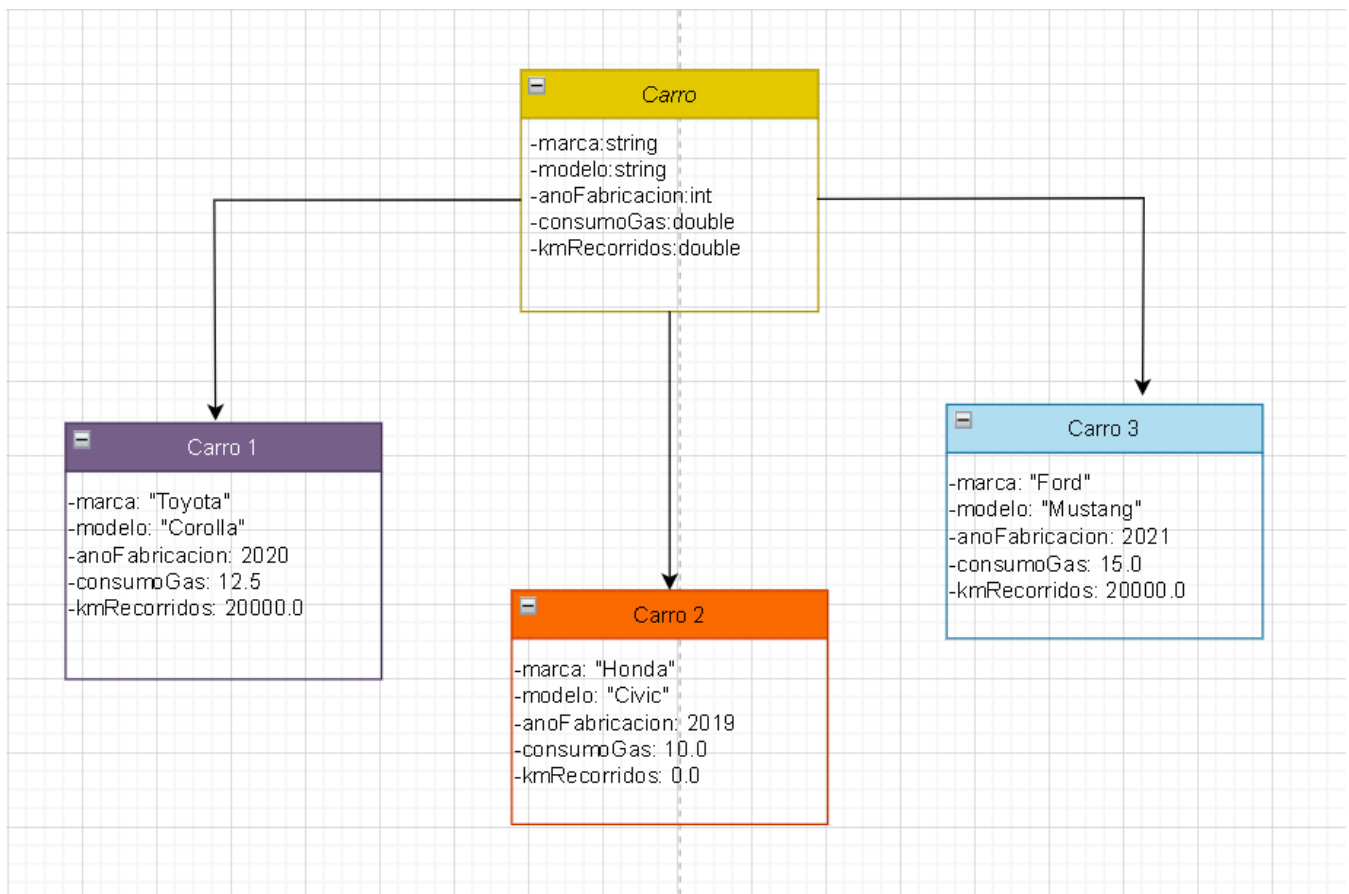 Carro
-marca:string
-modelo:string
-anoFabricacion:int
-consumoGas:double
-kmRecorridos:double
Carro 1
-marca: "Toyota"
-modelo: "Corolla"
-anoFabricacion: 2020
-consumoGas: 12.5
-kmRecorridos: 20000.0
Carro 2
-marca: "Honda"
-modelo: "Civic"
-anoFabricacion: 2019
-consumoGas: 10.0
-kmRecorridos: 0.0
Carro 3
-marca: "Ford"
-modelo: "Mustang"
-anoFabricacion: 2021
-consumoGas: 15.0
-kmRecorridos: 20000.0